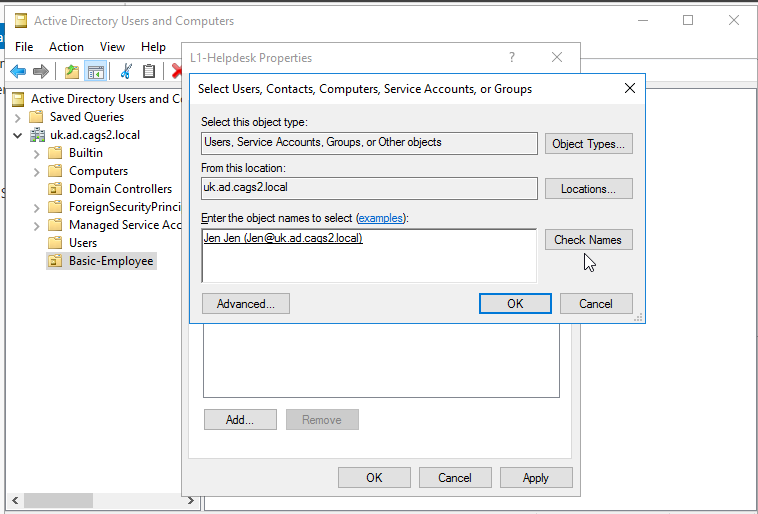 Active Directory Users and Computers
File Action View Help
L1-Helpdesk Properties
?
Select Users, Contacts, Computers, Service Accounts, or Groups
Active Directory Users and Co
Saved Queries
uk.ad.cags2.local
Builtin
Computers
Domain Controllers
ForeignSecurityPrinci
Managed Service Acc
Users
Basic-Employee
Select this object type:
Users, Service Accounts, Groups, or Other objects
Object Types...
From this location:
uk.ad.cags2.local
Locations...
Enter the object names to select (examples):
Jen Jen (Jen@uk.ad.cags2.local)
Check Names
Advanced...
OK
Cancel
Add...
Remove
OK
Cancel
Apply